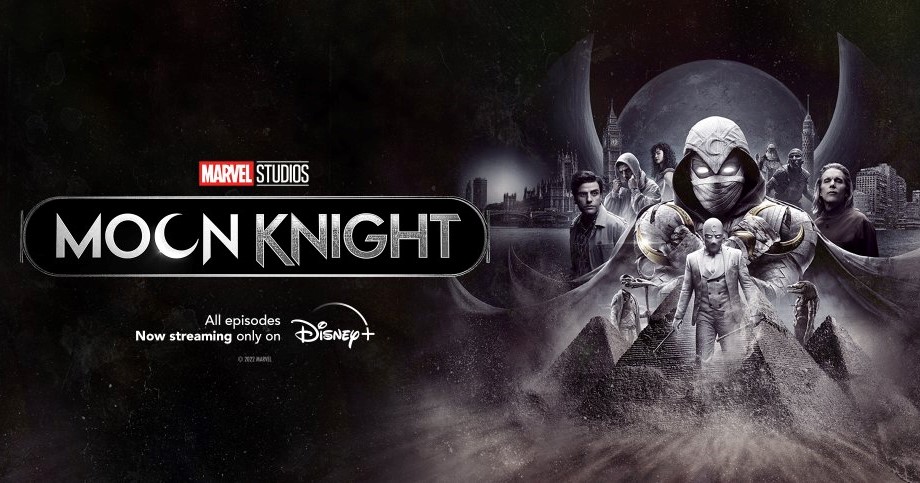 MARVEL STUDIOS
MOON KNIGHT
All episodes
Now streaming only on
Disney+
© 2022 MARVEL